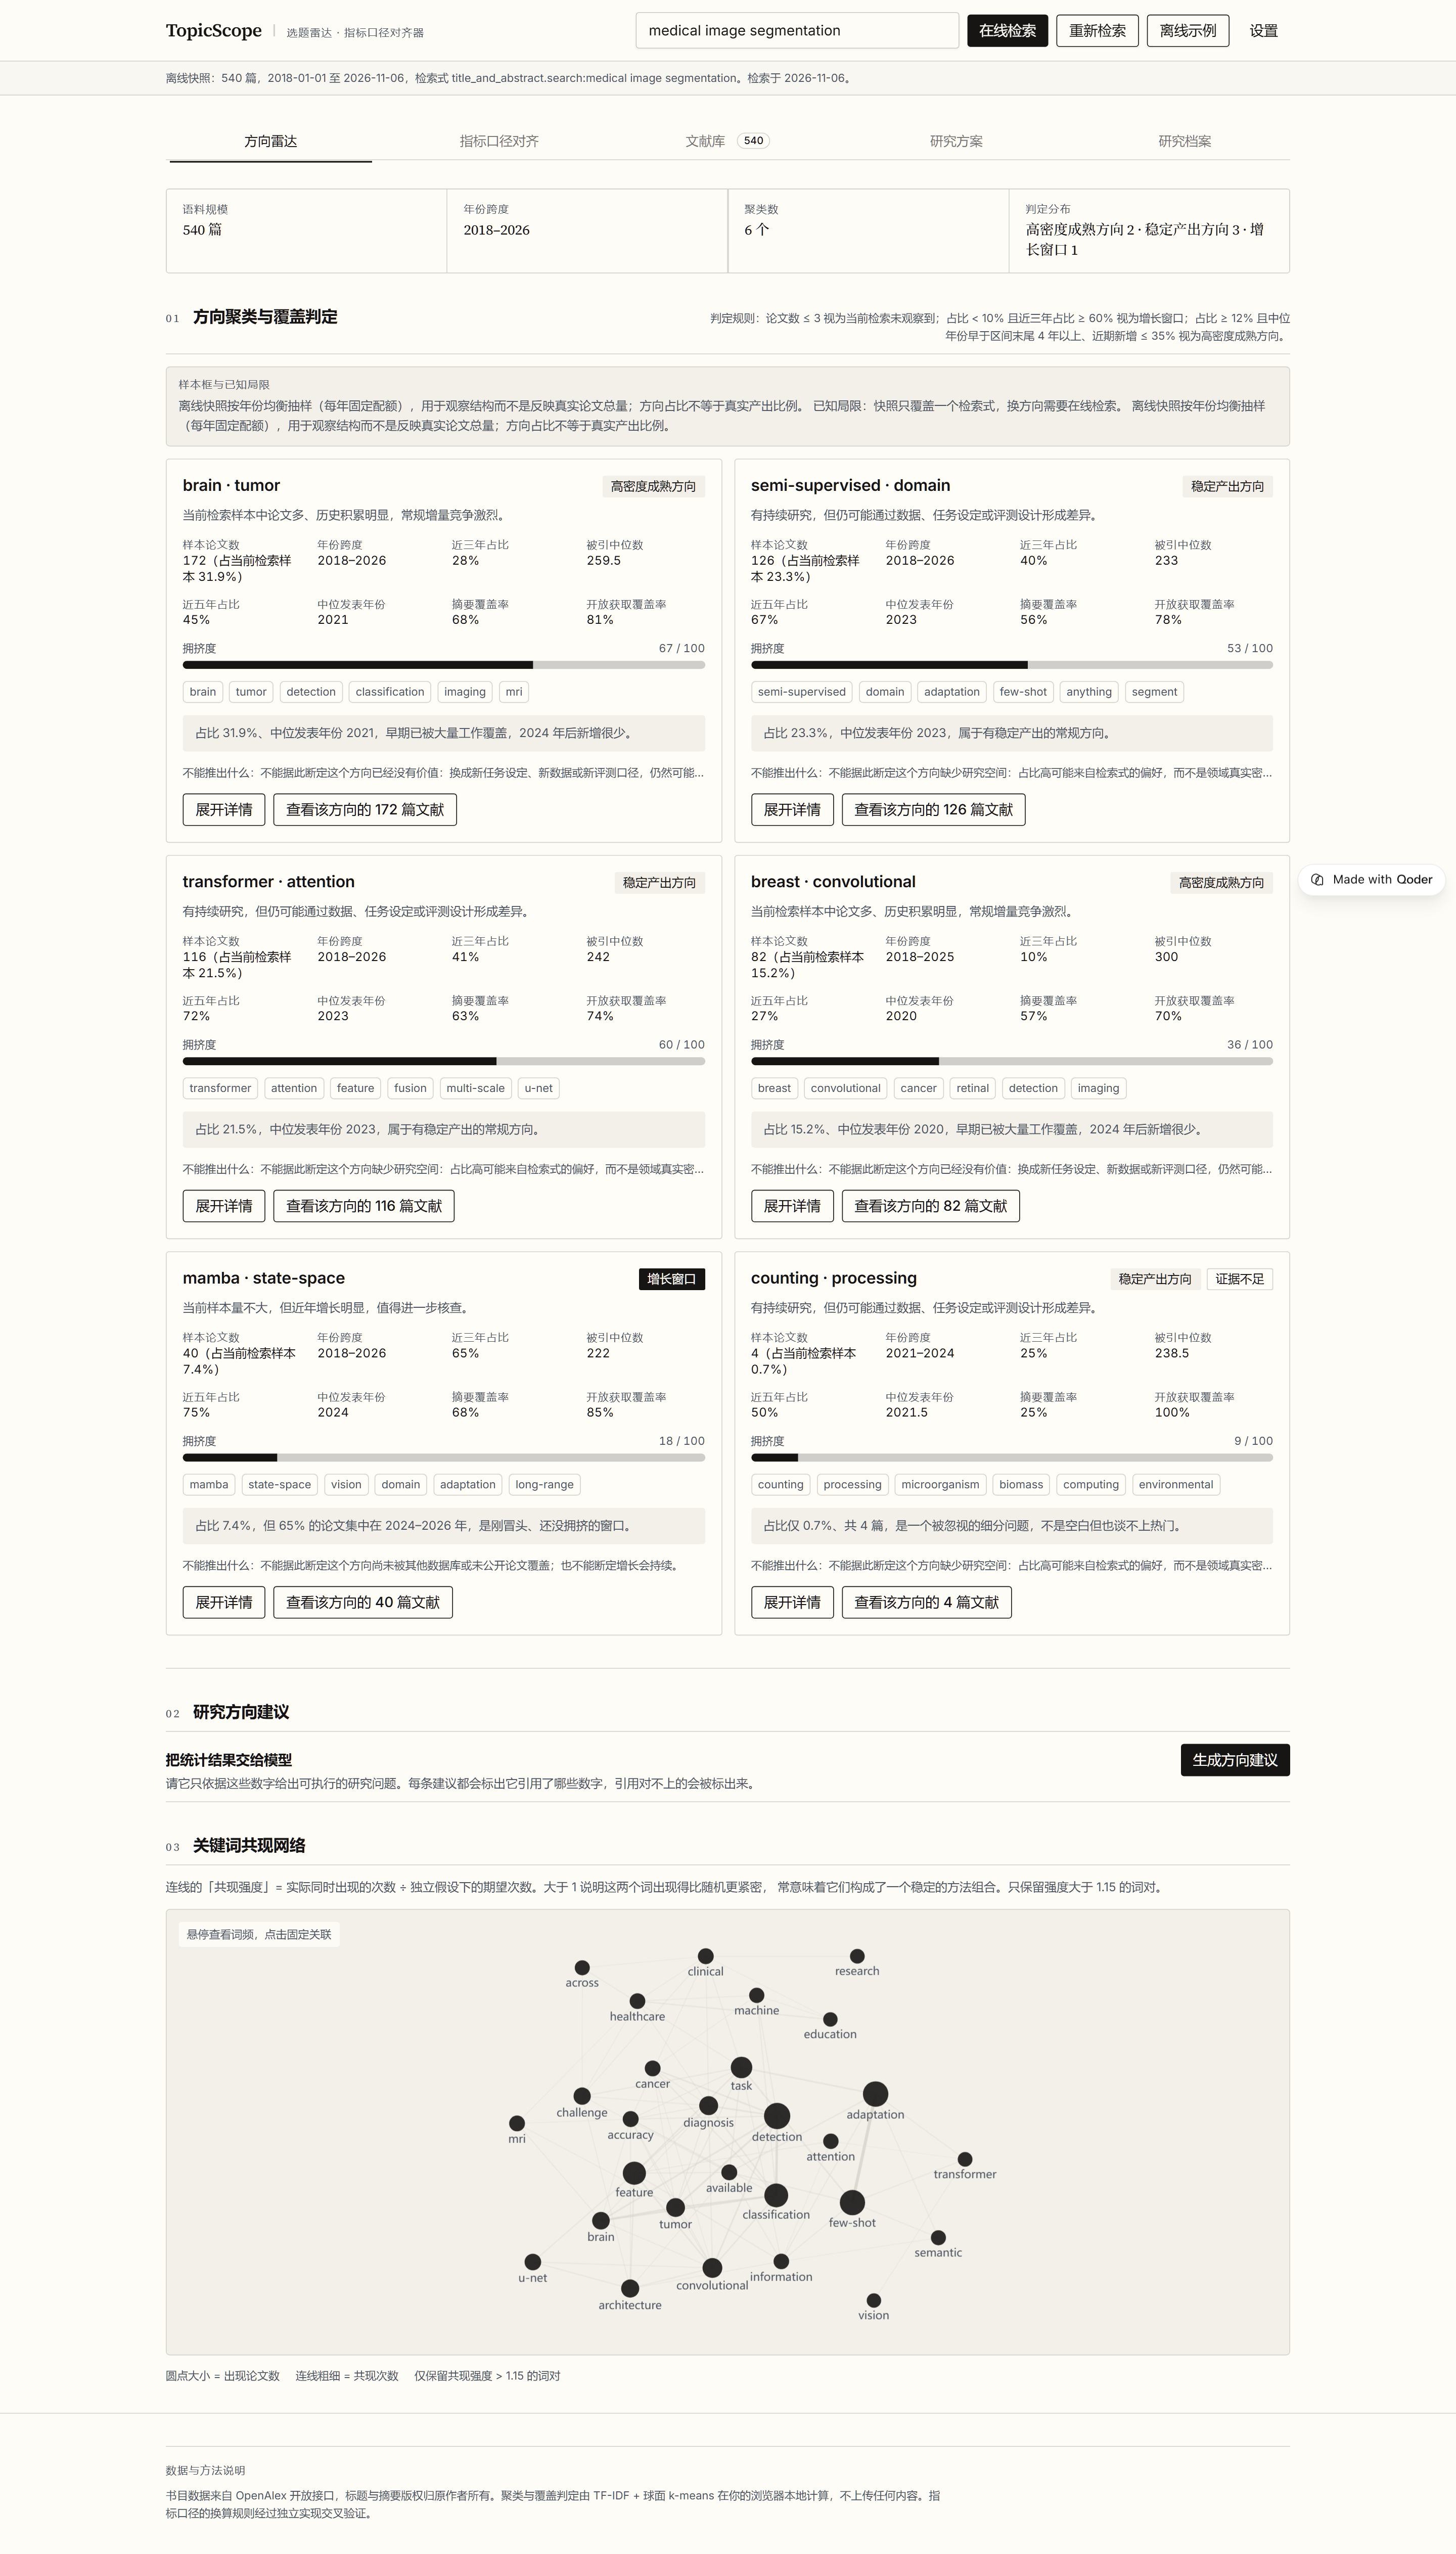 TopicScope
选题雷达 · 指标口径对齐器
medical image segmentation
在线检索
重新检索
离线示例
设置
离线快照：540 篇，2018-01-01 至 2026-11-06，检索式 title_and_abstract.search:medical image segmentation。检索于 2026-11-06。
方向雷达
指标口径对齐
文献库 540
研究方案
研究档案
语料规模
540 篇
年份跨度
2018–2026
聚类数
6 个
判定分布
高密度成熟方向 2 · 稳定产出方向 3 · 增
长窗口 1
01 方向聚类与覆盖判定
判定规则：论文数 ≤ 3 视为当前检索未观察到；占比 < 10% 且近三年占比 ≥ 60% 视为增长窗口；占比 ≥ 12% 且中位
年份早于区间末尾 4 年以上、近期新增 ≤ 35% 视为高密度成熟方向。
样本框与已知局限
离线快照按年份均衡抽样（每年固定配额），用于观察结构而不是反映真实论文总量；方向占比不等于真实产出比例。 已知局限：快照只覆盖一个检索式，换方向需要在线检索。 离线快照按年份均衡抽样
（每年固定配额），用于观察结构而不是反映真实论文总量；方向占比不等于真实产出比例。
brain · tumor
高密度成熟方向
当前检索样本中论文多、历史积累明显，常规增量竞争激烈。
样本论文数
172（占当前检索样
本 31.9%）
年份跨度
2018–2026
近三年占比
28%
被引中位数
259.5
近五年占比
45%
中位发表年份
2021
摘要覆盖率
68%
开放获取覆盖率
81%
拥挤度
67 / 100
brain
tumor
detection
classification
imaging
mri
占比 31.9%、中位发表年份 2021，早期已被大量工作覆盖，2024 年后新增很少。
不能推出什么：不能据此断定这个方向已经没有价值：换成新任务设定、新数据或新评测口径，仍然可能...
展开详情
查看该方向的 172 篇文献
semi-supervised · domain
稳定产出方向
有持续研究，但仍可能通过数据、任务设定或评测设计形成差异。
样本论文数
126（占当前检索样
本 23.3%）
年份跨度
2018–2026
近三年占比
40%
被引中位数
233
近五年占比
67%
中位发表年份
2023
摘要覆盖率
56%
开放获取覆盖率
78%
拥挤度
53 / 100
semi-supervised
domain
adaptation
few-shot
anything
segment
占比 23.3%，中位发表年份 2023，属于有稳定产出的常规方向。
不能推出什么：不能据此断定这个方向缺少研究空间：占比高可能来自检索式的偏好，而不是领域真实密...
展开详情
查看该方向的 126 篇文献
transformer · attention
稳定产出方向
有持续研究，但仍可能通过数据、任务设定或评测设计形成差异。
样本论文数
116（占当前检索样
本 21.5%）
年份跨度
2018–2026
近三年占比
41%
被引中位数
242
近五年占比
72%
中位发表年份
2023
摘要覆盖率
63%
开放获取覆盖率
74%
拥挤度
60 / 100
transformer
attention
feature
fusion
multi-scale
u-net
占比 21.5%，中位发表年份 2023，属于有稳定产出的常规方向。
不能推出什么：不能据此断定这个方向缺少研究空间：占比高可能来自检索式的偏好，而不是领域真实密...
展开详情
查看该方向的 116 篇文献
breast · convolutional
高密度成熟方向
当前检索样本中论文多、历史积累明显，常规增量竞争激烈。
样本论文数
82（占当前检索样本
15.2%）
年份跨度
2018–2025
近三年占比
10%
被引中位数
300
近五年占比
27%
中位发表年份
2020
摘要覆盖率
57%
开放获取覆盖率
70%
拥挤度
36 / 100
breast
convolutional
cancer
retinal
detection
imaging
占比 15.2%、中位发表年份 2020，早期已被大量工作覆盖，2024 年后新增很少。
不能推出什么：不能据此断定这个方向已经没有价值：换成新任务设定、新数据或新评测口径，仍然可能...
展开详情
查看该方向的 82 篇文献
Made with Qoder
mamba · state-space
增长窗口
当前样本量不大，但近年增长明显，值得进一步核查。
样本论文数
40（占当前检索样本
7.4%）
年份跨度
2018–2026
近三年占比
65%
被引中位数
222
近五年占比
75%
中位发表年份
2024
摘要覆盖率
68%
开放获取覆盖率
85%
拥挤度
18 / 100
mamba
state-space
vision
domain
adaptation
long-range
占比 7.4%，但 65% 的论文集中在 2024–2026 年，是刚冒头、还没拥挤的窗口。
不能推出什么：不能据此断定这个方向尚未被其他数据库或未公开论文覆盖；也不能断定增长会持续。
展开详情
查看该方向的 40 篇文献
counting · processing
稳定产出方向
证据不足
有持续研究，但仍可能通过数据、任务设定或评测设计形成差异。
样本论文数
4（占当前检索样本
0.7%）
年份跨度
2021–2024
近三年占比
25%
被引中位数
238.5
近五年占比
50%
中位发表年份
2021.5
摘要覆盖率
25%
开放获取覆盖率
100%
拥挤度
9 / 100
counting
processing
microorganism
biomass
computing
environmental
占比仅 0.7%、共 4 篇，是一个被忽视的细分问题，不是空白但也谈不上热门。
不能推出什么：不能据此断定这个方向缺少研究空间：占比高可能来自检索式的偏好，而不是领域真实密...
展开详情
查看该方向的 4 篇文献
02 研究方向建议
把统计结果交给模型
请它只依据这些数字给出可执行的研究问题。每条建议都会标出它引用了哪些数字，引用对不上的会被标出来。
生成方向建议
03 关键词共现网络
连线的「共现强度」= 实际同时出现的次数 ÷ 独立假设下的期望次数。大于 1 说明这两个词出现得比随机更紧密， 常意味着它们构成了一个稳定的方法组合。只保留强度大于 1.15 的词对。
悬停查看词频，点击固定关联
across
clinical
research
healthcare
machine
education
cancer
task
challenge
diagnosis
adaptation
mri
accuracy
detection
attention
transformer
feature
available
classification
few-shot
brain
tumor
semantic
u-net
convolutional
information
architecture
vision
圆点大小 = 出现论文数
连线粗细 = 共现次数
仅保留共现强度 > 1.15 的词对
数据与方法说明
书目数据来自 OpenAlex 开放接口，标题与摘要版权归原作者所有。聚类与覆盖判定由 TF-IDF + 球面 k-means 在你的浏览器本地计算，不上传任何内容。指
标口径的换算规则经过独立实现交叉验证。